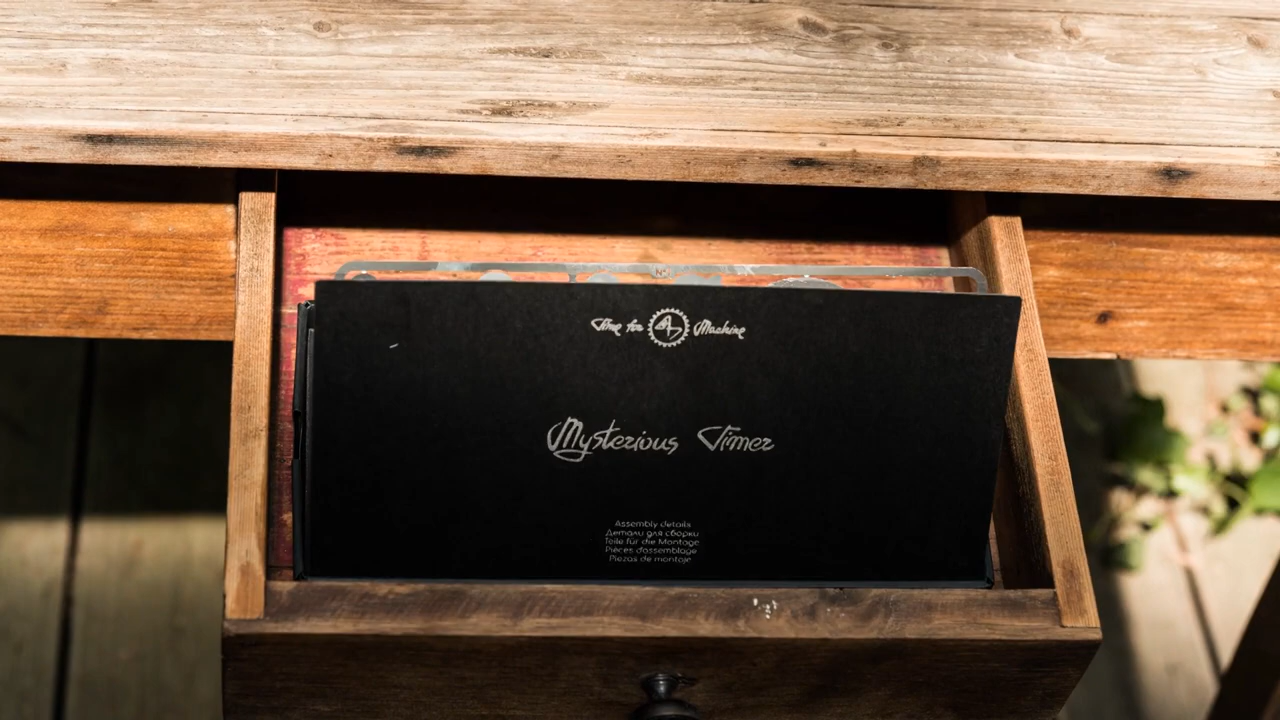 Time for Machine
Mysterious Timer
Assembly details
Детали для сборки
Teile für die Montage
Pièces d'assemblage
Piezas de montaje